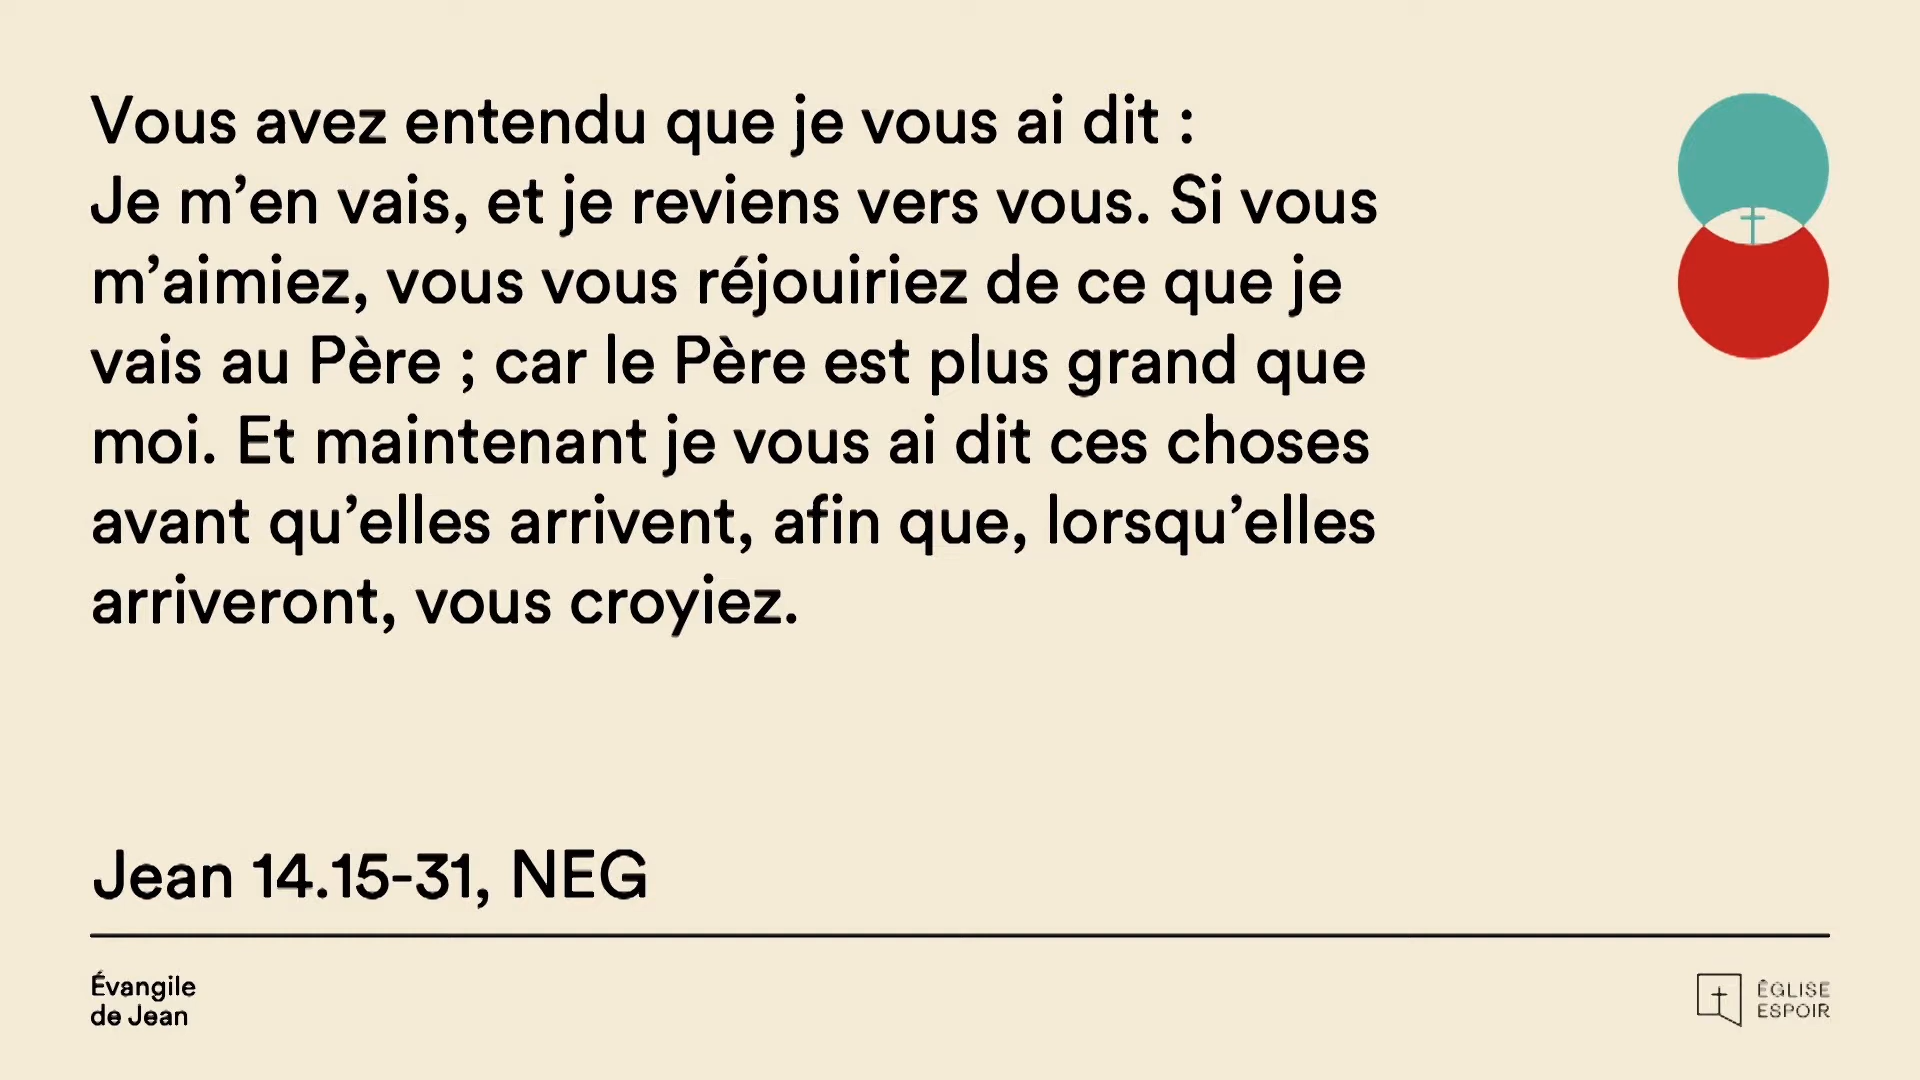 Vous avez entendu que je vous ai dit :
Je m’en vais, et je reviens vers vous. Si vous
m’aimiez, vous vous réjouiriez de ce que je
vais au Père ; car le Père est plus grand que
moi. Et maintenant je vous ai dit ces choses
avant qu’elles arrivent, afin que, lorsqu’elles
arriveront, vous croyiez.
Jean 14.15-31, NEG
Évangile
de Jean
ÉGLISE
ESPOIR